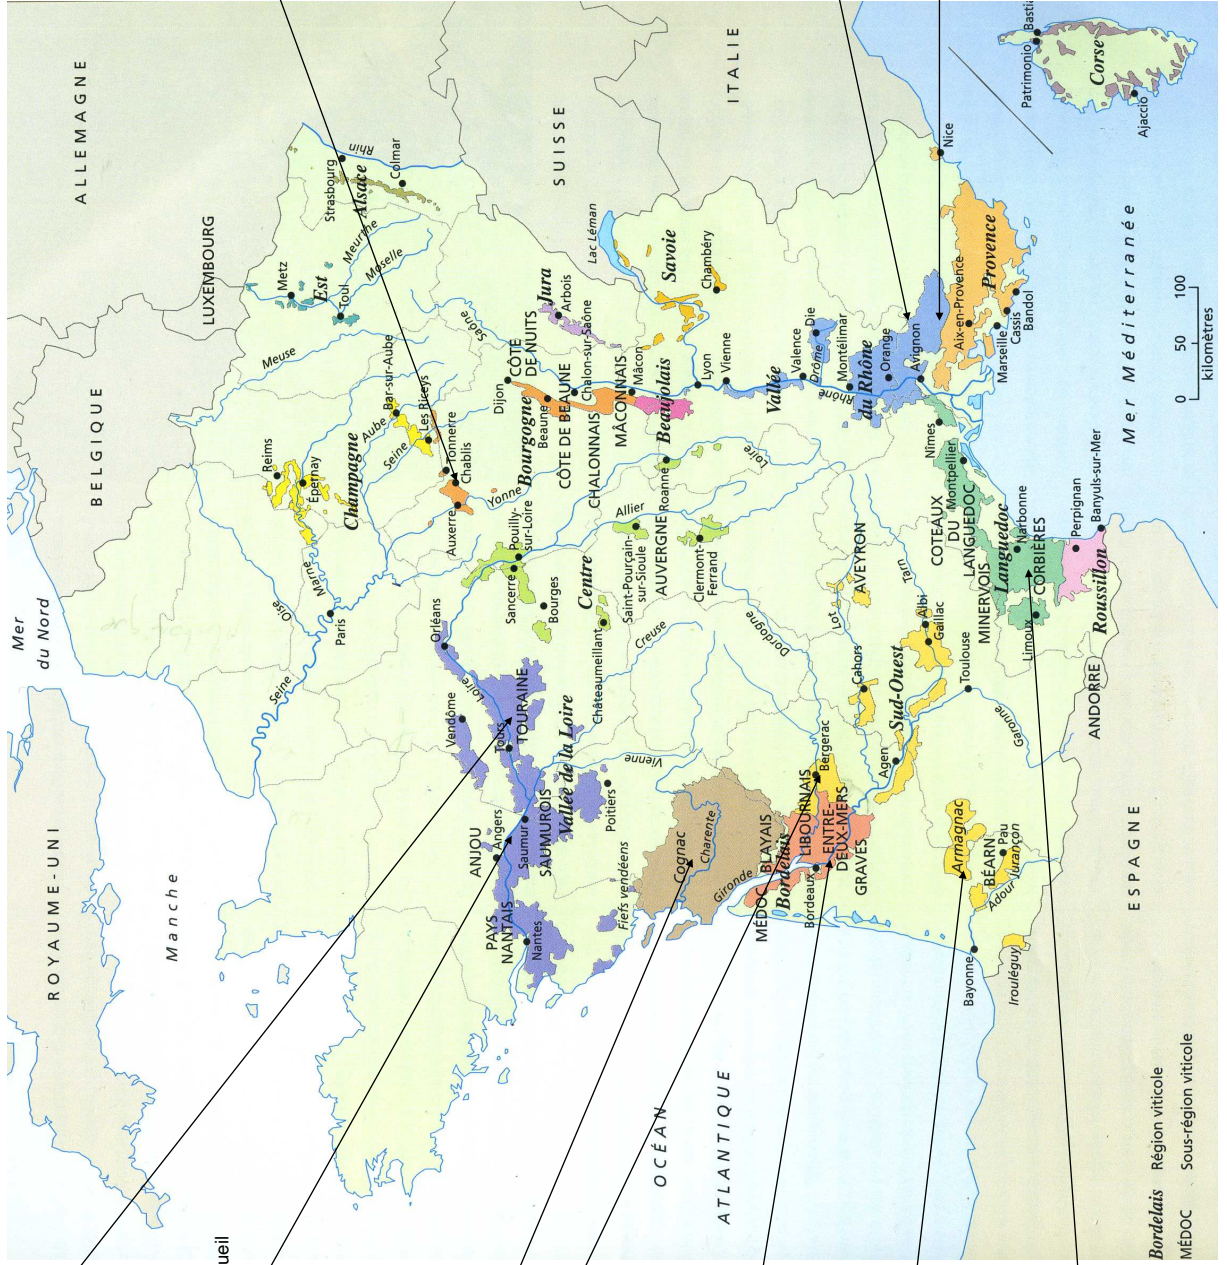 ROYAUME-UNI
Mer
du Nord
BELGIQUE
LUXEMBOURG
ALLEMAGNE
Manche
SUISSE
ITALIE
OCÉAN
ATLANTIQUE
ESPAGNE
ANDORRE
Mer Méditerranée
ueil
Reims
Épernay
Champagne
Marne
Oise
Paris
Seine
Meuse
Metz
Est
Toul
Meurthe
Moselle
Strasbourg
Alsace
Rhin
Colmar
Bar-sur-Aube
Aube
Seine
Les Riceys
Tonnerre
Chablis
Auxerre
Yonne
Saône
Dijon
CÔTE
DE NUITS
Bourgogne
Beaune
CÔTE DE BEAUNE
Chalon-sur-Saône
CHALONNAIS
MÂCONNAIS
Mâcon
Beaujolais
Jura
Arbois
Lac Léman
Savoie
Chambéry
Lyon
Vienne
Vallée
du Rhône
Valence
Die
Drôme
Montélimar
Rhône
Orange
Avignon
Aix-en-Provence
Provence
Marseille
Cassis
Bandol
Nice
Patrimonio
Bastia
Corse
Ajaccio
Orléans
Loire
Vendôme
Tours
TOURAINE
Vallée de la Loire
Angers
ANJOU
Saumur
SAUMUROIS
PAYS
NANTAIS
Nantes
Fiefs vendéens
Poitiers
Vienne
Pouilly-
sur-Loire
Sancerre
Bourges
Centre
Châteaumeillant
Creuse
Allier
Saint-Pourçain-
sur-Sioule
AUVERGNE
Roanne
Loire
Clermont-
Ferrand
Cognac
Charente
Gironde
MÉDOC
BLAYAIS
Bordelais
Bordeaux
LIBOURNAIS
ENTRE-
DEUX-MERS
GRAVES
Bergerac
Dordogne
Lot
Cahors
AVEYRON
Tarn
Albi
Gaillac
Sud-Ouest
Agen
Toulouse
Garonne
Armagnac
BÉARN
Pau
Jurançon
Adour
Bayonne
Irouléguy
Nîmes
Montpellier
COTEAUX
DU
LANGUEDOC
Languedoc
MINERVOIS
Narbonne
CORBIÈRES
Limoux
Perpignan
Banyuls-sur-Mer
Roussillon
0 50 100
kilomètres
Bordelais Région viticole
MÉDOC Sous-région viticole